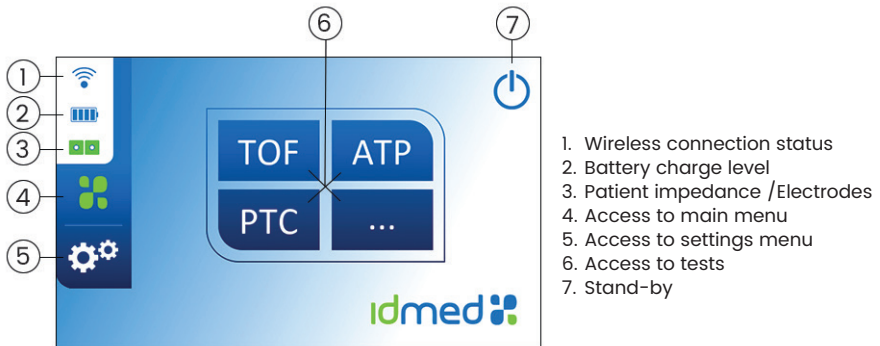 6
7
1
2
3
4
5
TOF
ATP
PTC
...
idmed
1. Wireless connection status
2. Battery charge level
3. Patient impedance /Electrodes
4. Access to main menu
5. Access to settings menu
6. Access to tests
7. Stand-by